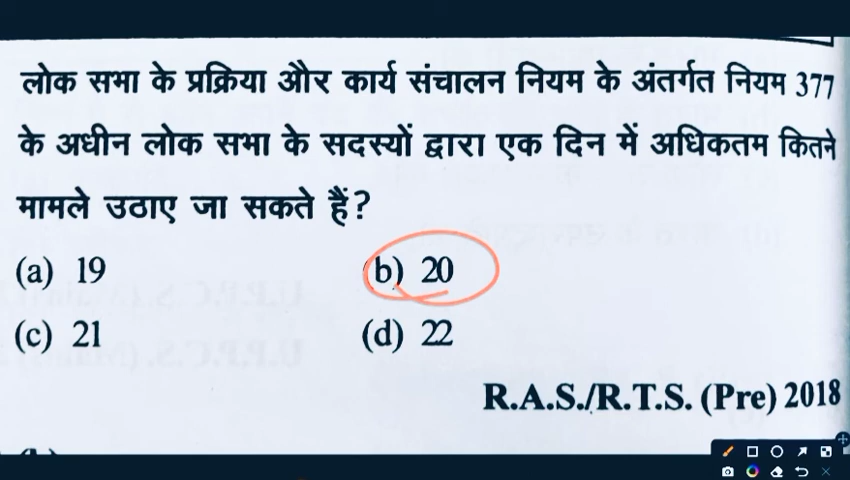 लोक सभा के प्रक्रिया और कार्य संचालन नियम के अंतर्गत नियम 377
के अधीन लोक सभा के सदस्यों द्वारा एक दिन में अधिकतम कितने
मामले उठाए जा सकते हैं?
(a) 19 (b) 20
(c) 21 (d) 22
R.A.S./R.T.S. (Pre) 2018